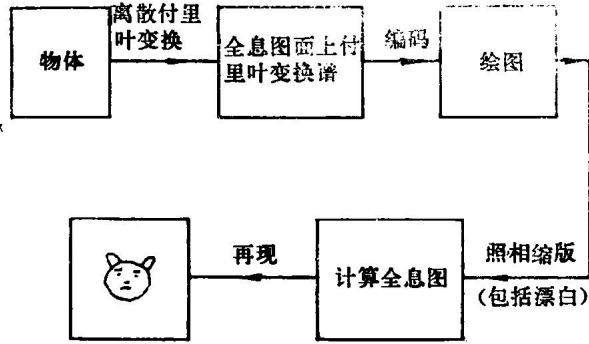 离散付里
叶变换
物体
全息图面上付
里叶变换谱
编码
绘图
再现
计算全息图
照相缩版
(包括漂白)